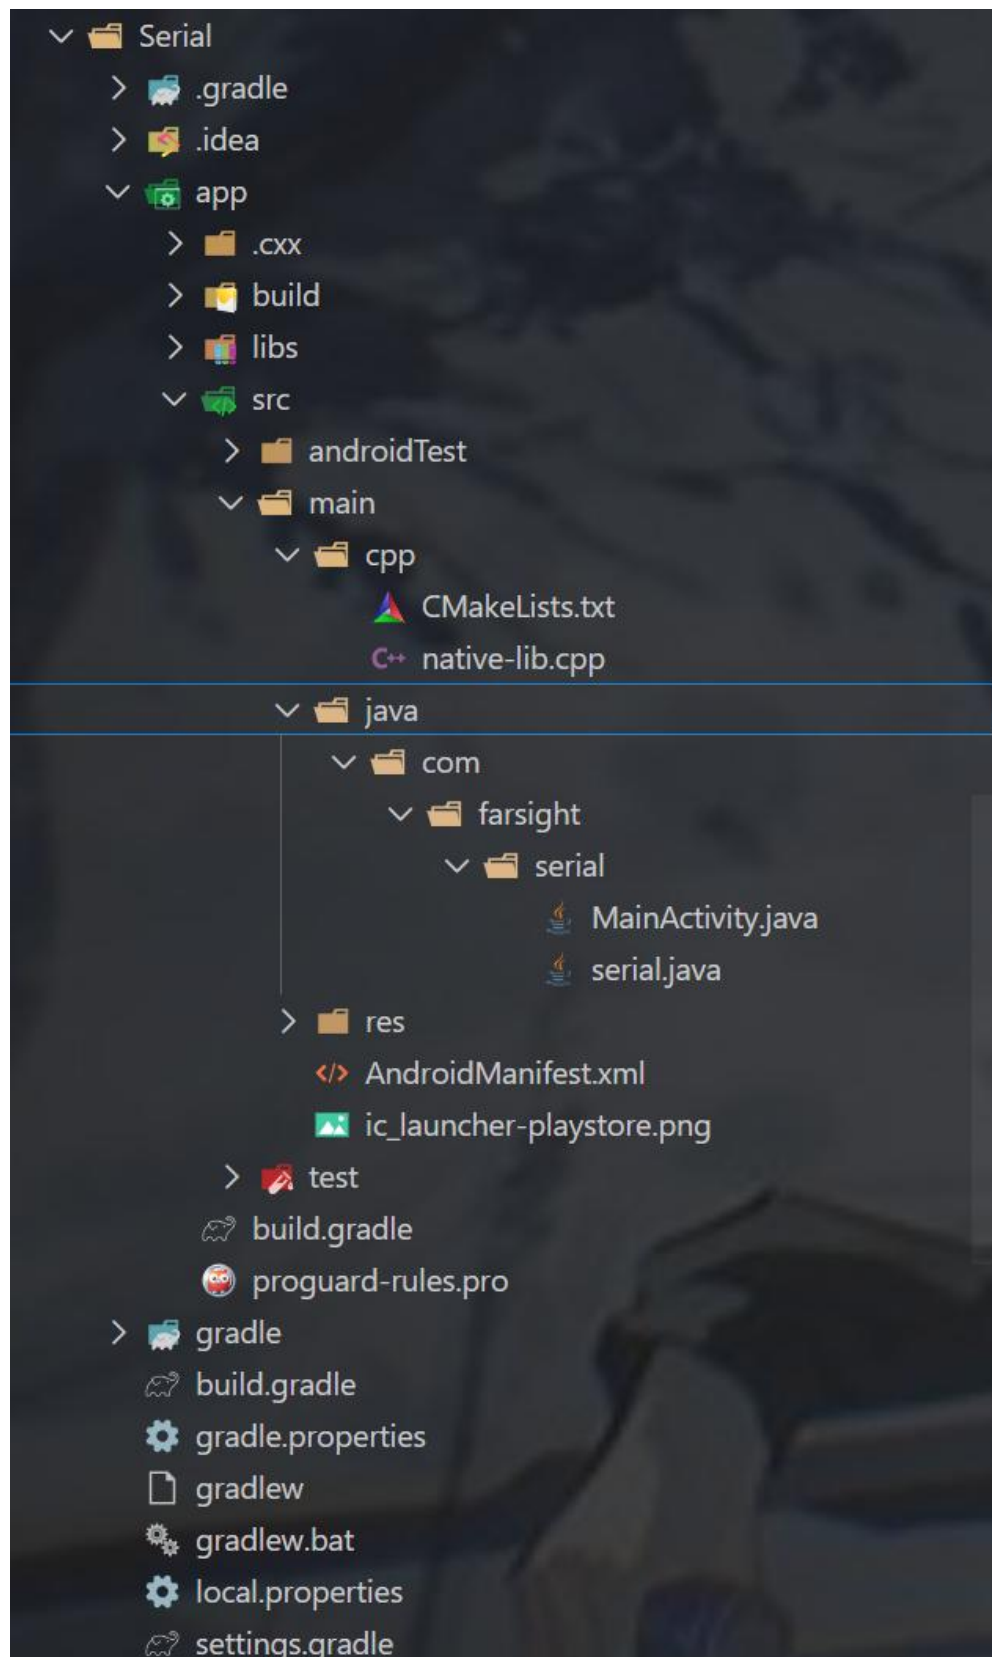 Serial
.gradle
.idea
app
.cxx
build
libs
src
androidTest
main
cpp
CMakeLists.txt
C++ native-lib.cpp
java
com
farsight
serial
MainActivity.java
serial.java
res
AndroidManifest.xml
ic_launcher-playstore.png
test
build.gradle
proguard-rules.pro
gradle
build.gradle
gradle.properties
gradlew
gradlew.bat
local.properties
settings.gradle